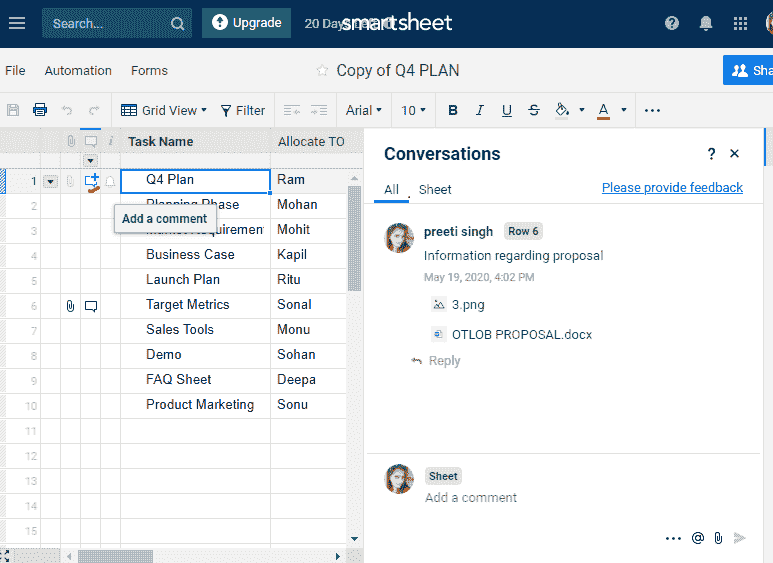 Search... Upgrade 20 Day smartsheet
File Automation Forms Copy of Q4 PLAN Sha
Grid View Filter Arial 10 B I U S A
Task Name Allocate TO
1 Q4 Plan Ram
2 Planning Phase Mohan
Add a comment
3 Mohit
4 Business Case Kapil
5 Launch Plan Ritu
6 Target Metrics Sonal
7 Sales Tools Monu
8 Demo Sohan
9 FAQ Sheet Deepa
10 Product Marketing Sonu
11
12
13
14
15
Conversations ?
All Sheet Please provide feedback
preeti singh Row 6
Information regarding proposal
May 19, 2020, 4:02 PM
3.png
OTLOB PROPOSAL.docx
Reply
Sheet
Add a comment
@